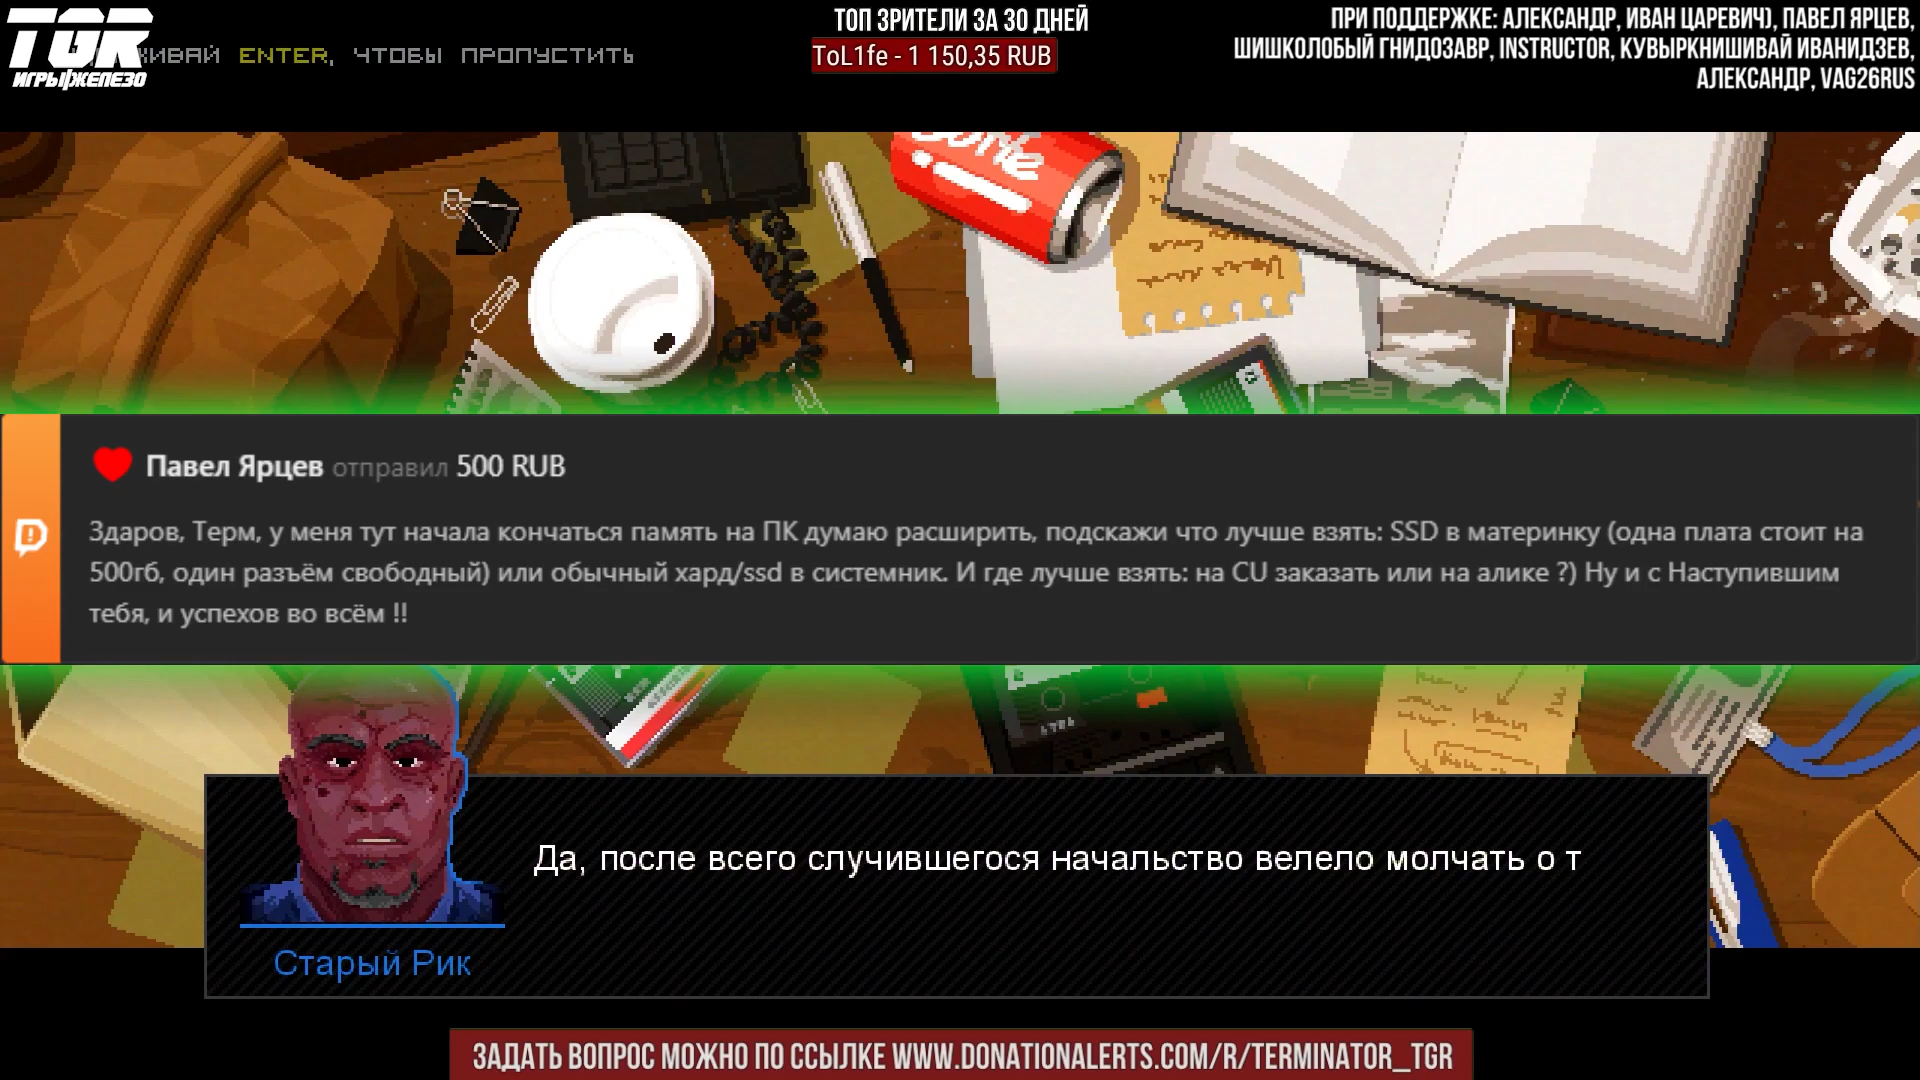 TGR
ИГРЫ|ЖЕЛЕЗО
ЖИВАЙ ENTER, ЧТОБЫ ПРОПУСТИТЬ
ТОП ЗРИТЕЛИ ЗА 30 ДНЕЙ
ToL1fe - 1 150,35 RUB
ПРИ ПОДДЕРЖКЕ: АЛЕКСАНДР, ИВАН ЦАРЕВИЧ), ПАВЕЛ ЯРЦЕВ,
ШИШКОЛОБЫЙ ГНИДОЗАВР, INSTRUCTOR, КУВЫРКНИШИВАЙ ИВАНИДЗЕВ,
АЛЕКСАНДР, VAG26RUS
Павел Ярцев отправил 500 RUB
Здаров, Терм, у меня тут начала кончаться память на ПК думаю расширить, подскажи что лучше взять: SSD в материнку (одна плата стоит на
500гб, один разъём свободный) или обычный хард/ssd в системник. И где лучше взять: на CU заказать или на алике ?) Ну и с Наступившим
тебя, и успехов во всём !!
Да, после всего случившегося начальство велело молчать о т
Старый Рик
ЗАДАТЬ ВОПРОС МОЖНО ПО ССЫЛКЕ WWW.DONATIONALERTS.COM/R/TERMINATOR_TGR